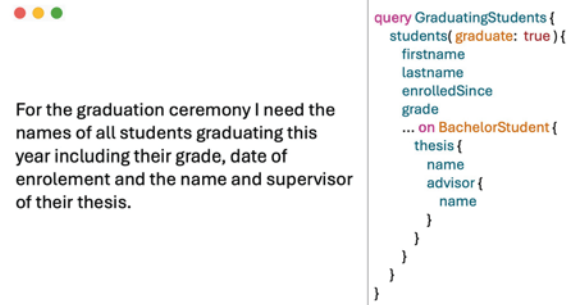 For the graduation ceremony I need the
names of all students graduating this
year including their grade, date of
enrolement and the name and supervisor
of their thesis.
query GraduatingStudents {
students( graduate: true ) {
firstname
lastname
enrolledSince
grade
... on BachelorStudent {
thesis {
name
advisor {
name
}
}
}
}
}